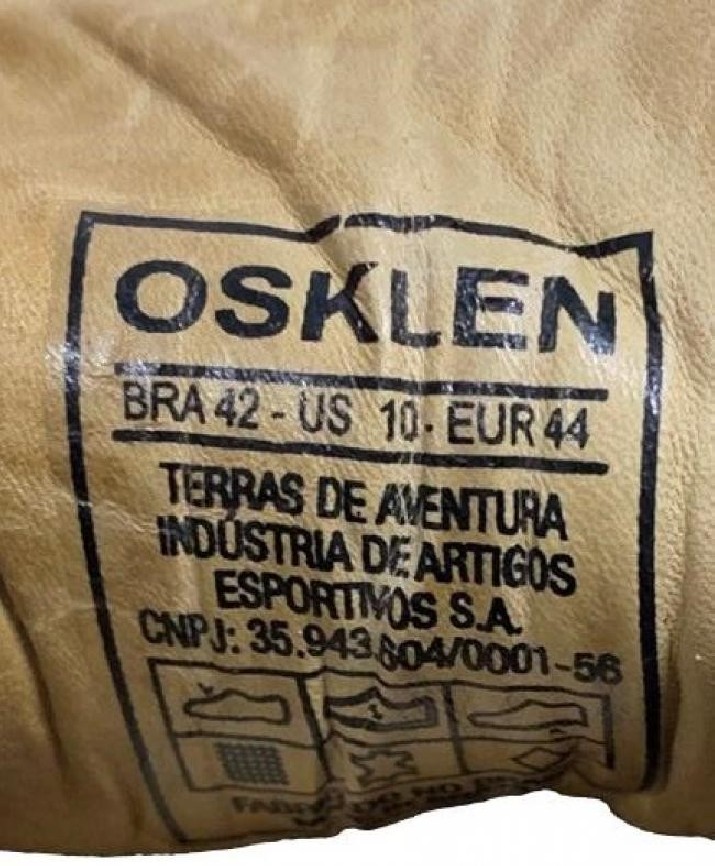 OSKLEN
BRA 42 - US 10 - EUR 44
TERRAS DE AVENTURA
INDÚSTRIA DE ARTIGOS
ESPORTIVOS S.A.
CNPJ: 35.943.604/0001-56